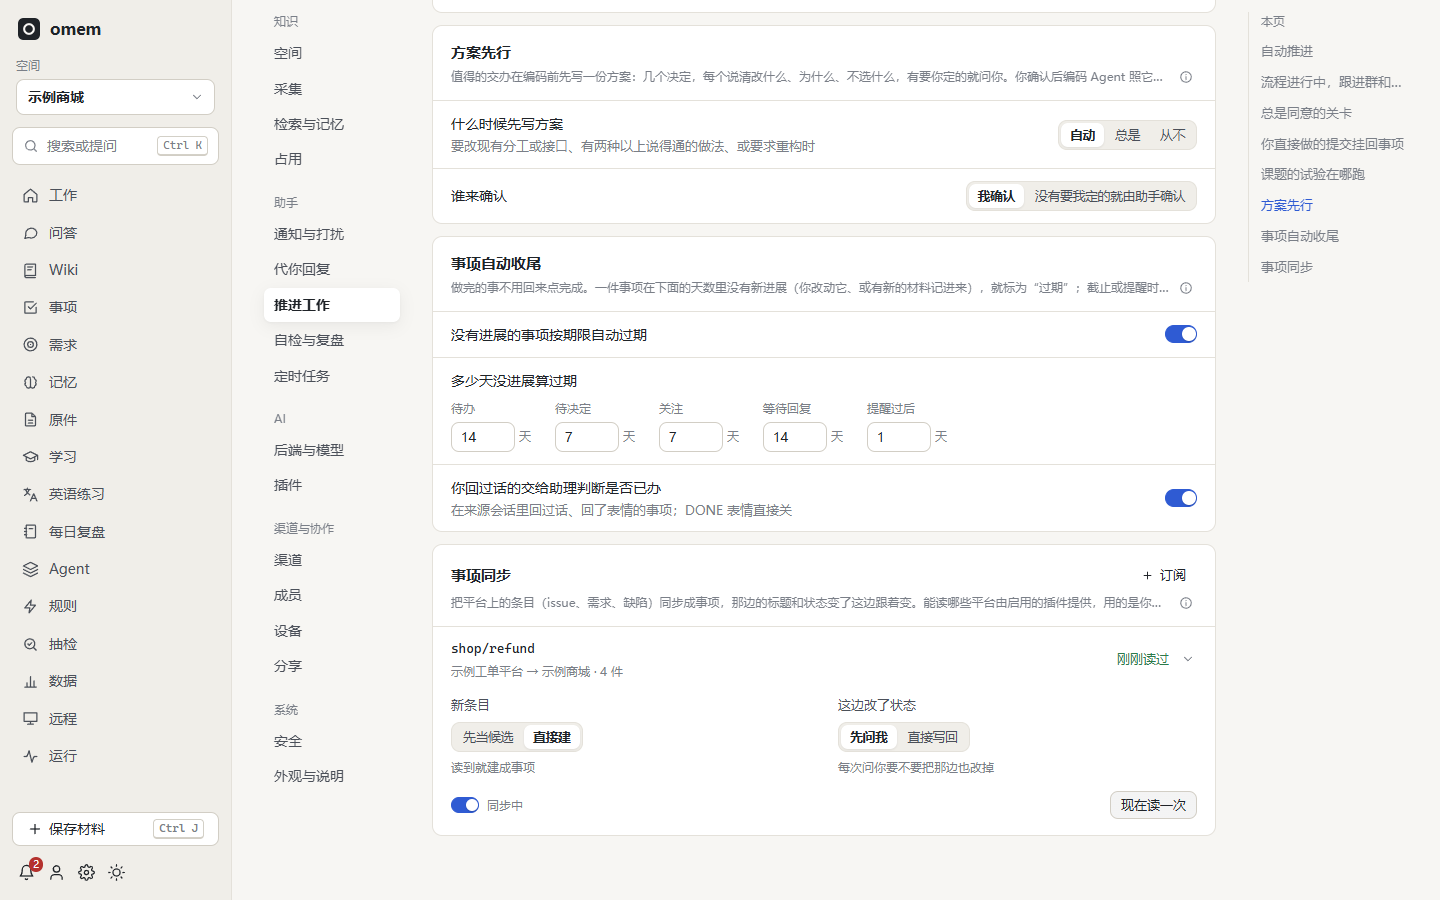 omem
空间
示例商城
搜索或提问 Ctrl K
工作
问答
Wiki
事项
需求
记忆
原件
学习
英语练习
每日复盘
Agent
规则
抽检
数据
远程
运行
保存材料 Ctrl J
2
知识
空间
采集
检索与记忆
占用
助手
通知与打扰
代你回复
推进工作
自检与复盘
定时任务
AI
后端与模型
插件
渠道与协作
渠道
成员
设备
分享
系统
安全
外观与说明
方案先行
值得的交办在编码前先写一份方案：几个决定，每个说清改什么、为什么、不选什么，有要你定的就问你。你确认后编码 Agent 照它…
什么时候先写方案
要改现有分工或接口、有两种以上说得通的做法、或要求重构时
自动 总是 从不
谁来确认
我确认 没有要我定的就由助手确认
事项自动收尾
做完的事不用回来点完成。一件事项在下面的天数里没有新进展（你改动它、或有新的材料记进来），就标为“过期”；截止或提醒时…
没有进展的事项按期限自动过期
多少天没进展算过期
待办 待决定 关注 等待回复 提醒过后
14 天 7 天 7 天 14 天 1 天
你回过话的交给助理判断是否已办
在来源会话里回过话、回了表情的事项；DONE 表情直接关
事项同步
+ 订阅
把平台上的条目（issue、需求、缺陷）同步成事项，那边的标题和状态变了这边跟着变。能读哪些平台由启用的插件提供，用的是你…
shop/refund
示例工单平台 → 示例商城 · 4 件
刚刚读过
新条目
先当候选 直接建
读到就建成事项
这边改了状态
先问我 直接写回
每次问你要不要把那边也改掉
同步中
现在读一次
本页
自动推进
流程进行中，跟进群和...
总是同意的关卡
你直接做的提交挂回事项
课题的试验在哪跑
方案先行
事项自动收尾
事项同步